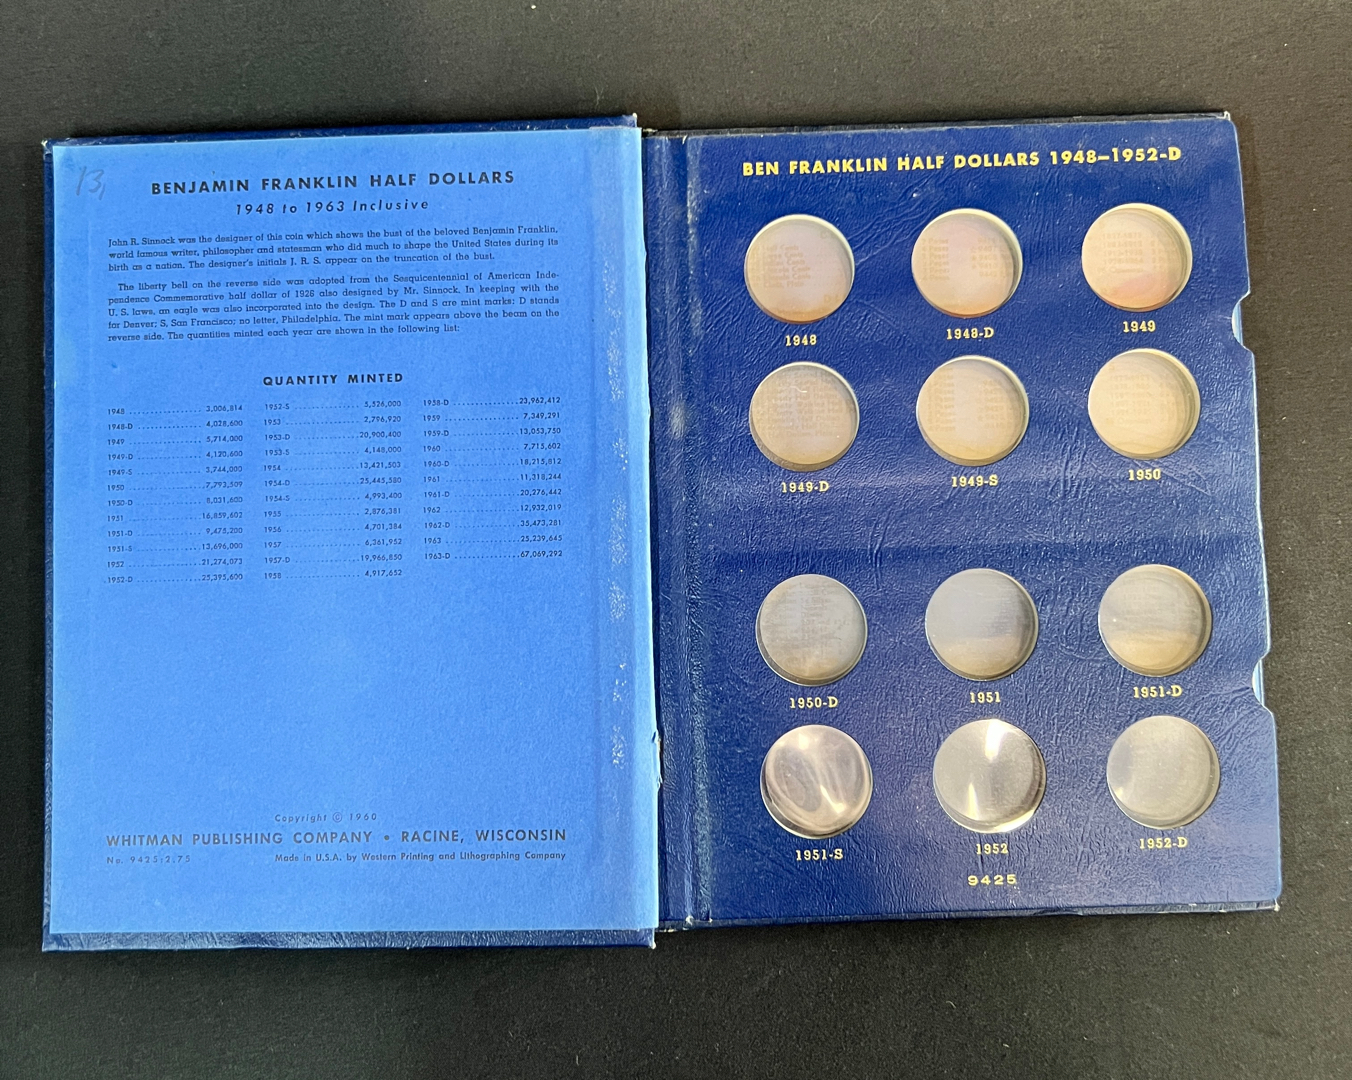 13,
BENJAMIN FRANKLIN HALF DOLLARS
1948 to 1963 Inclusive
John R. Sinnock was the designer of this coin which shows the bust of the beloved Benjamin Franklin,
world famous writer, philosopher and statesman who did much to shape the United States during its
birth as a nation. The designer's initials J. R. S. appear on the truncation of the bust.
The liberty bell on the reverse side was adopted from the Sesquicentennial of American Inde-
pendence Commemorative half dollar of 1926 also designed by Mr. Sinnock. In keeping with the
U. S. laws, an eagle was also incorporated into the design. The D and S are mint marks: D stands
for Denver; S, San Francisco; no letter, Philadelphia. The mint mark appears above the beam on the
reverse side. The quantities minted each year are shown in the following list:
QUANTITY MINTED
1948 .................. 3,006,814
1948-D .................. 4,028,600
1949 .................. 5,714,000
1949-D .................. 4,120,600
1949-S .................. 3,744,000
1950 .................. 7,793,509
1950-D .................. 8,031,600
1951 .................. 16,859,602
1951-D .................. 9,475,200
1951-S .................. 13,696,000
1952 .................. 21,274,073
1952-D .................. 25,395,600
1952-S .................. 5,526,000
1953 .................. 2,796,920
1953-D .................. 20,900,400
1953-S .................. 4,148,000
1954 .................. 13,421,503
1954-D .................. 25,445,580
1954-S .................. 4,993,400
1955 .................. 2,876,381
1956 .................. 4,701,384
1957 .................. 6,361,952
1957-D .................. 19,966,850
1958 .................. 4,917,652
1958-D .................. 23,962,412
1959 .................. 7,349,291
1959-D .................. 13,053,750
1960 .................. 7,715,602
1960-D .................. 18,215,812
1961 .................. 11,318,244
1961-D .................. 20,276,442
1962 .................. 12,932,019
1962-D .................. 35,473,281
1963 .................. 25,239,645
1963-D .................. 67,069,292
Copyright © 1960
WHITMAN PUBLISHING COMPANY • RACINE, WISCONSIN
No. 9425:2.75 Made in U.S.A. by Western Printing and Lithographing Company
BEN FRANKLIN HALF DOLLARS 1948–1952-D
1948 1948-D 1949
1949-D 1949-S 1950
1950-D 1951 1951-D
1951-S 1952 1952-D
9425